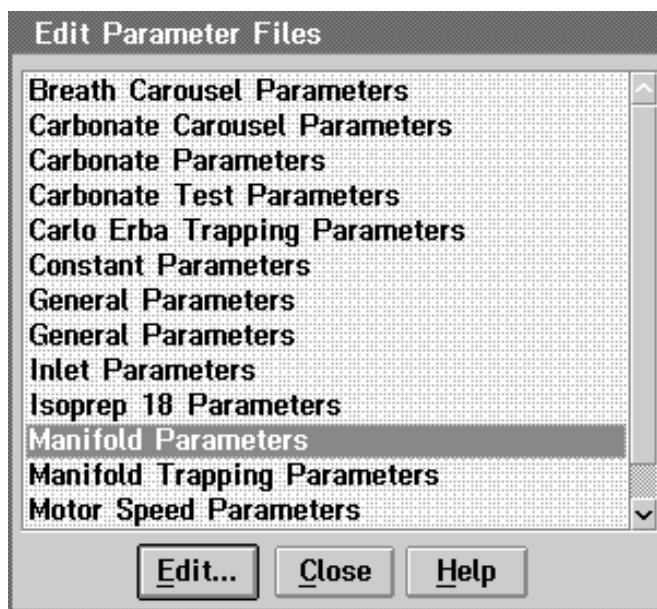 Edit Parameter Files
Breath Carousel Parameters
Carbonate Carousel Parameters
Carbonate Parameters
Carbonate Test Parameters
Carlo Erba Trapping Parameters
Constant Parameters
General Parameters
General Parameters
Inlet Parameters
Isoprep 18 Parameters
Manifold Parameters
Manifold Trapping Parameters
Motor Speed Parameters
Edit... Close Help